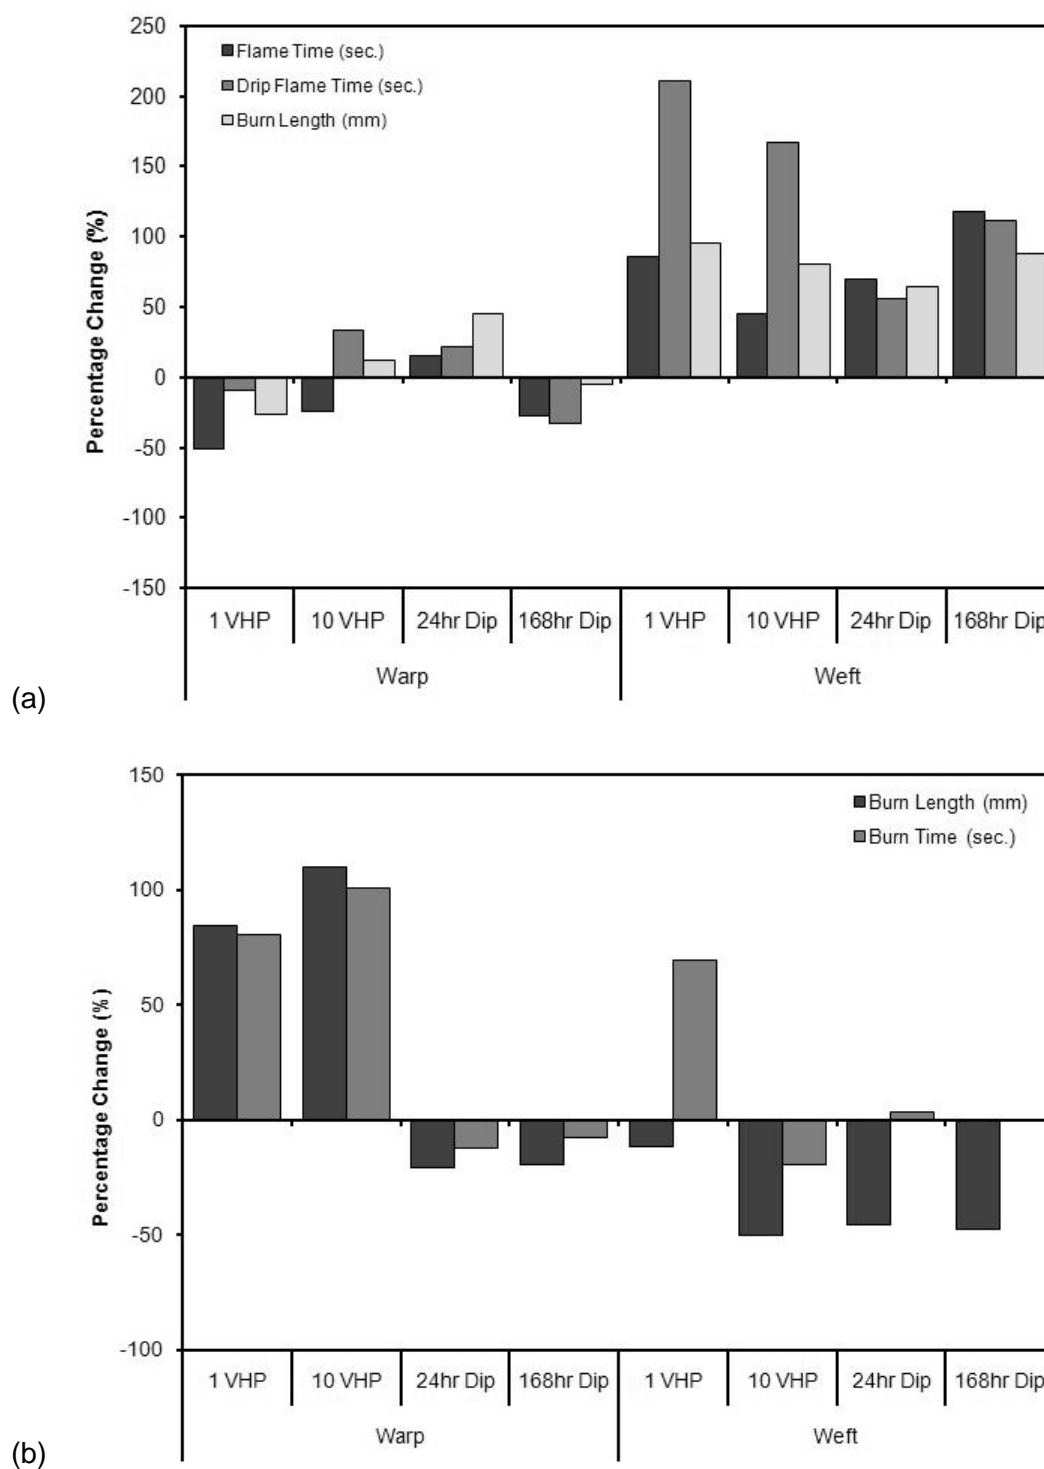 250
200
150
100
50
0
-50
-100
-150
Percentage Change (%)
Flame Time (sec.)
Drip Flame Time (sec.)
Burn Length (mm)
1 VHP 10 VHP 24hr Dip 168hr Dip 1 VHP 10 VHP 24hr Dip 168hr Dip
Warp Weft
(a)
150
100
50
0
-50
-100
Percentage Change (%)
Burn Length (mm)
Burn Time (sec.)
1 VHP 10 VHP 24hr Dip 168hr Dip 1 VHP 10 VHP 24hr Dip 168hr Dip
Warp Weft
(b)